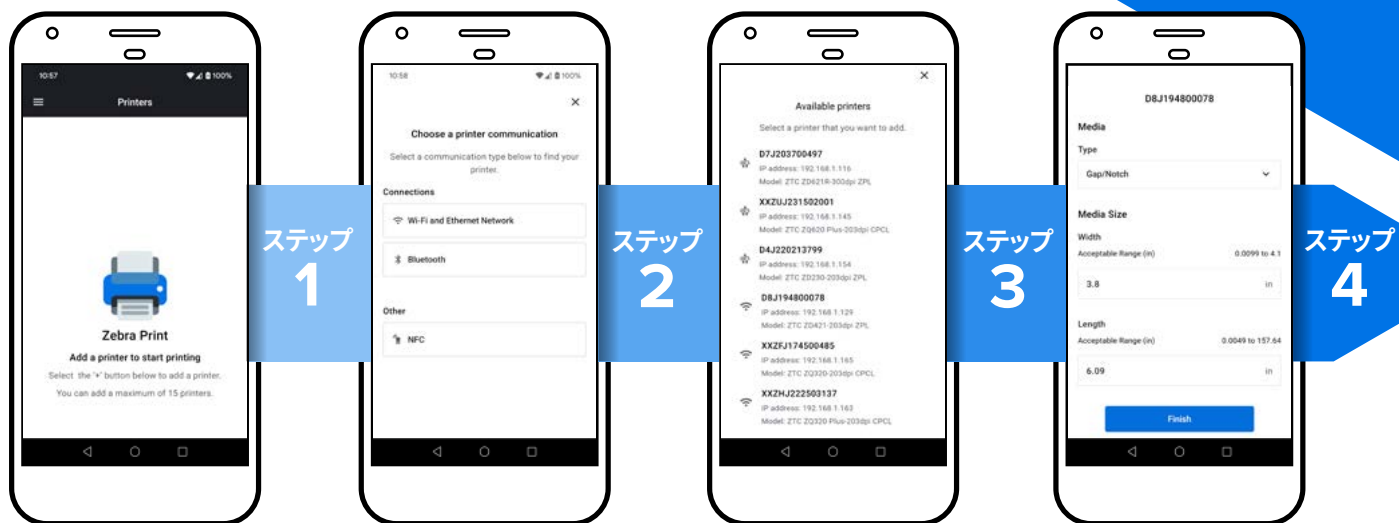 10:57
100%
Printers
Zebra Print
Add a printer to start printing
Select the '+' button below to add a printer.
You can add a maximum of 15 printers.
ステップ
1
10:58
100%
Choose a printer communication
Select a communication type below to find your
printer.
Connections
Wi-Fi and Ethernet Network
Bluetooth
Other
NFC
ステップ
2
Available printers
Select a printer that you want to add.
D7J203700497
IP address: 192.168.1.116
Model: ZTC ZD621R-300dpi ZPL
XXZUJ231502001
IP address: 192.168.1.145
Model: ZTC ZQ620 Plus-203dpi CPCL
D4J220213799
IP address: 192.168.1.154
Model: ZTC ZD230-203dpi ZPL
D8J194800078
IP address: 192.168.1.129
Model: ZTC ZD421-203dpi ZPL
XXZFJ174500485
IP address: 192.168.1.165
Model: ZTC ZQ320-203dpi CPCL
XXZHJ222503137
IP address: 192.168.1.163
Model: ZTC ZQ320 Plus-203dpi CPCL
ステップ
3
D8J194800078
Media
Type
Gap/Notch
Media Size
Width
Acceptable Range (in) 0.0099 to 4.1
3.8 in
Length
Acceptable Range (in) 0.0049 to 157.64
6.09 in
Finish
ステップ
4